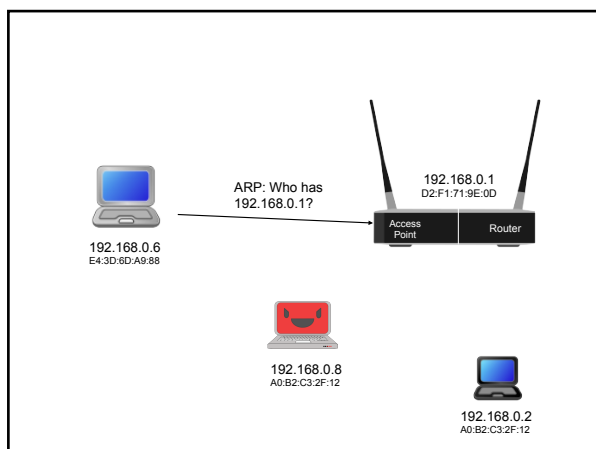 ARP: Who has
192.168.0.1?
192.168.0.1
D2:F1:71:9E:0D
Access
Point
Router
192.168.0.6
E4:3D:6D:A9:88
192.168.0.8
A0:B2:C3:2F:12
192.168.0.2
A0:B2:C3:2F:12